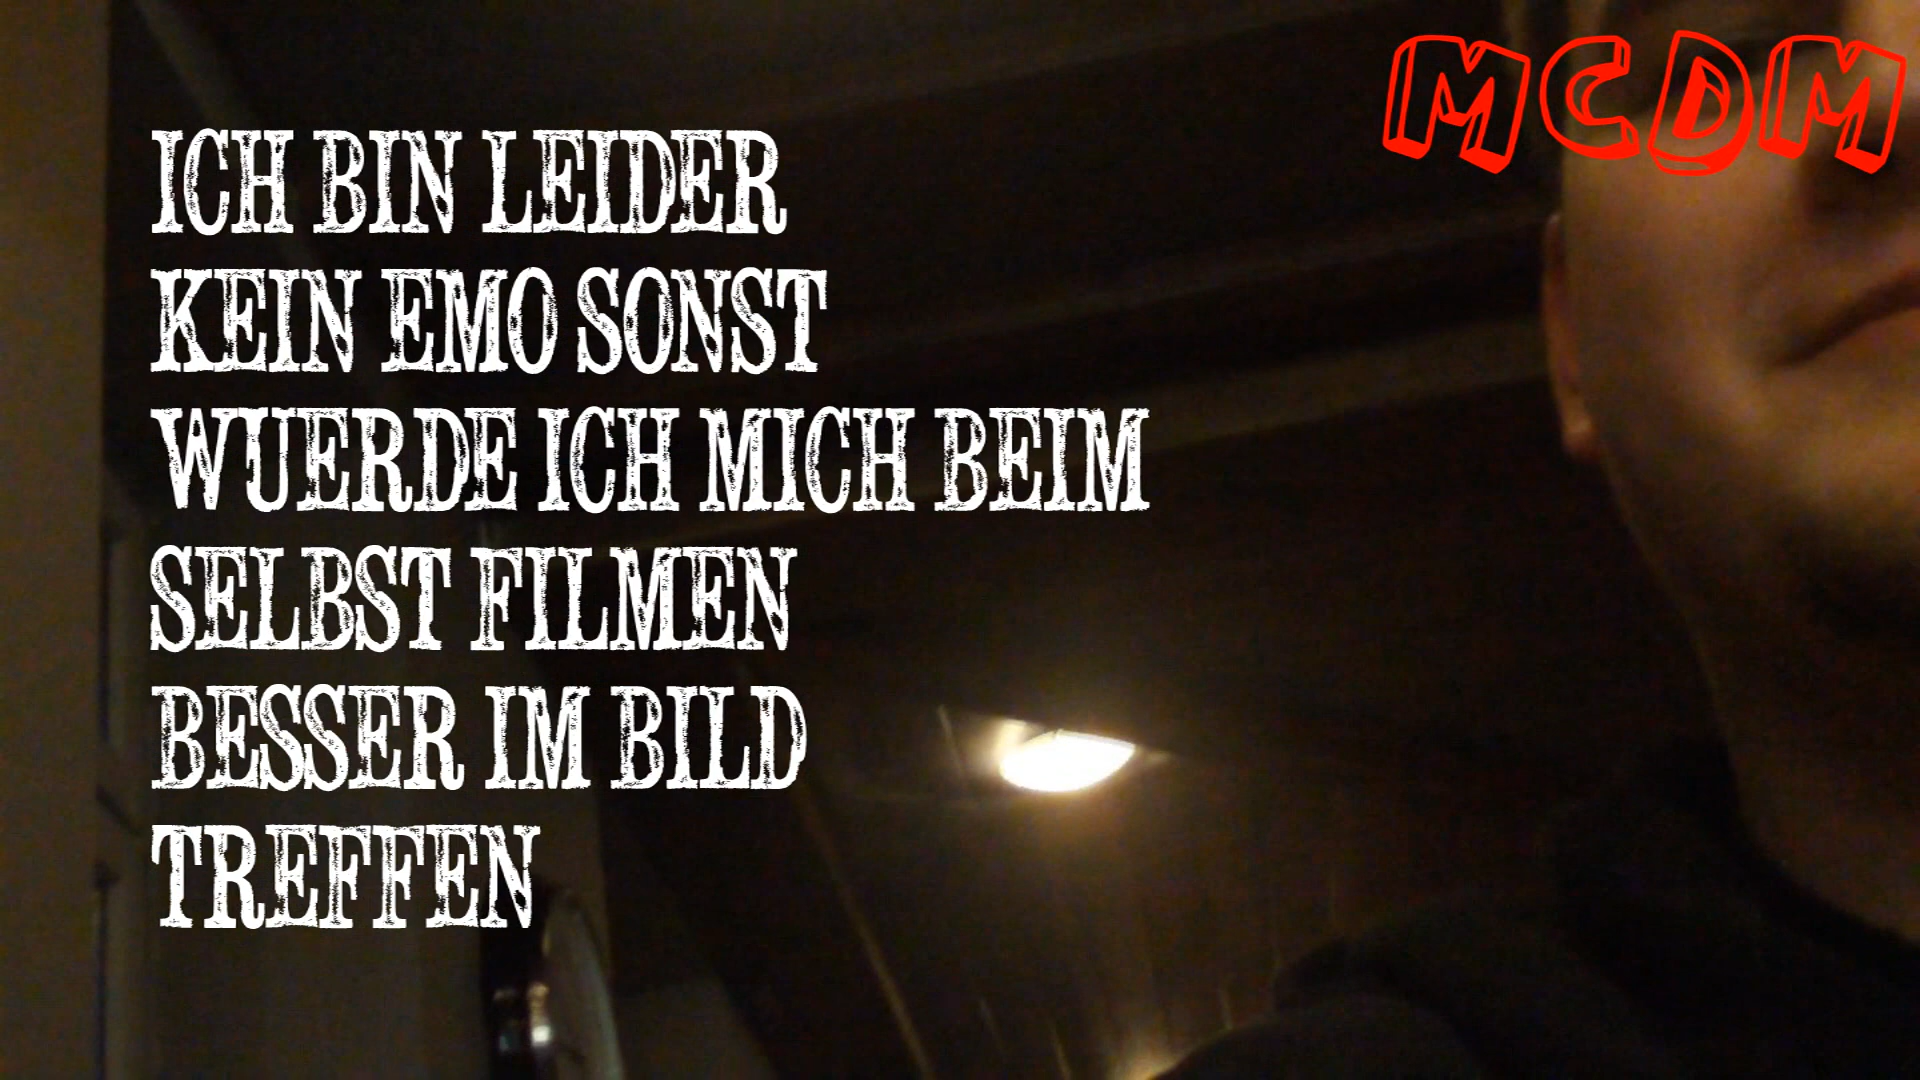 MCDM
ICH BIN LEIDER
KEIN EMO SONST
WUERDE ICH MICH BEIM
SELBST FILMEN
BESSER IM BILD
TREFFEN